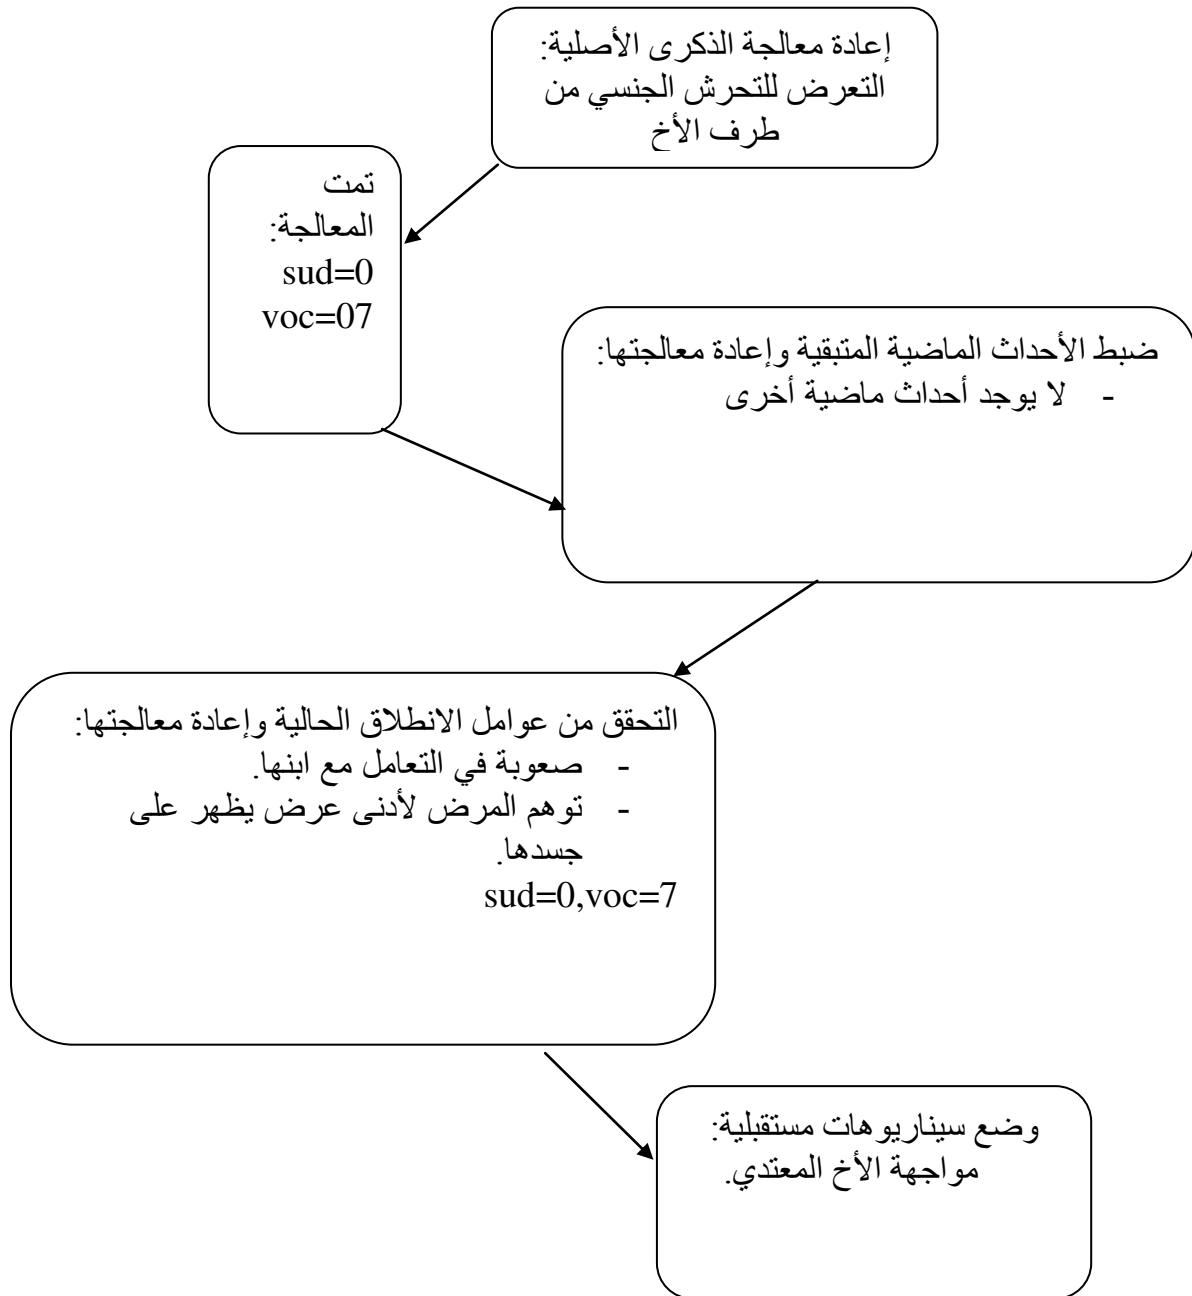 إعادة معالجة الذكرى الأصلية:
التعرض للتحرش الجنسي من
طرف الأخ
تمت
المعالجة:
sud=0
voc=07
ضبط الأحداث الماضية المتبقية وإعادة معالجتها:
- لا يوجد أحداث ماضية أخرى
التحقق من عوامل الانطلاق الحالية وإعادة معالجتها:
- صعوبة في التعامل مع ابنها.
- توهم المرض لأدنى عرض يظهر على
جسدها.
sud=0,voc=7
وضع سيناريوهات مستقبلية:
مواجهة الأخ المعتدي.